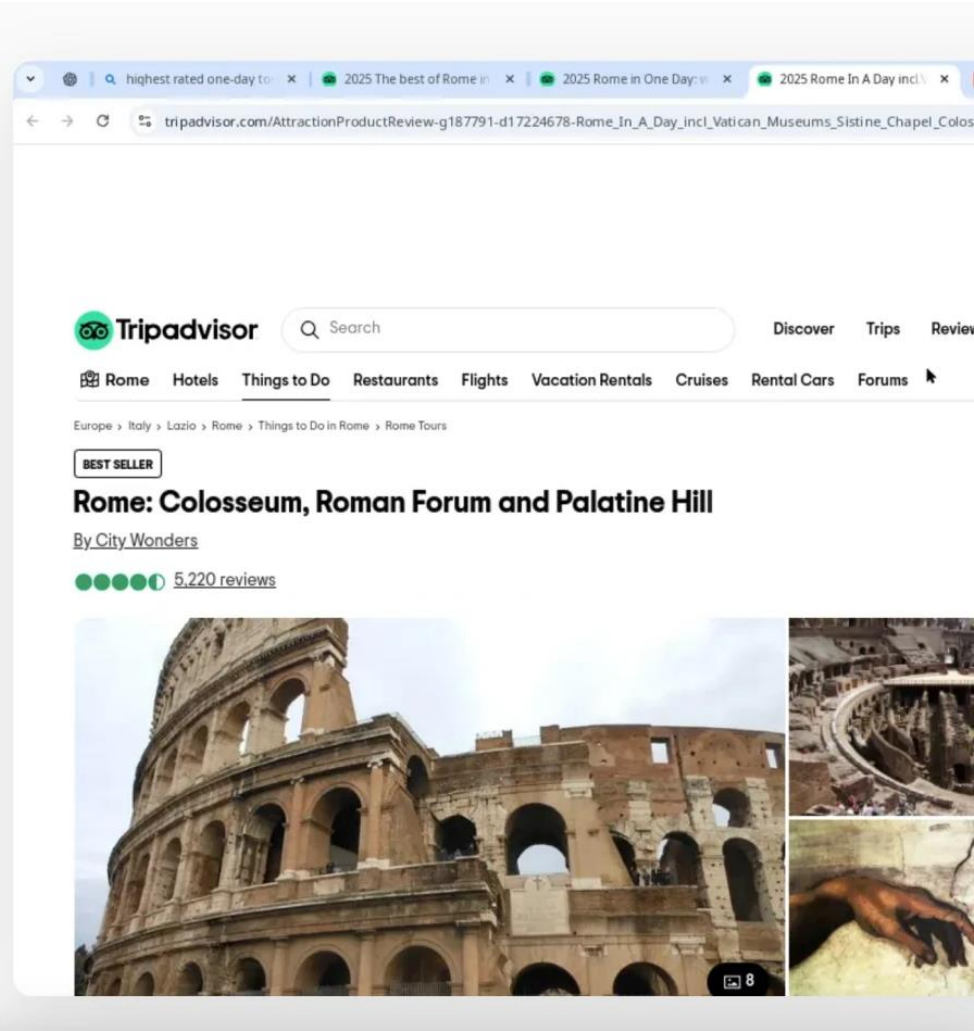 highest rated one-day to
2025 The best of Rome in
2025 Rome in One Day: w
2025 Rome In A Day incl.V
tripadvisor.com/AttractionProductReview-g187791-d17224678-Rome_In_A_Day_incl_Vatican_Museums_Sistine_Chapel_Colos
Tripadvisor
Search
Discover
Trips
Review
Rome
Hotels
Things to Do
Restaurants
Flights
Vacation Rentals
Cruises
Rental Cars
Forums
Europe › Italy › Lazio › Rome › Things to Do in Rome › Rome Tours
BEST SELLER
Rome: Colosseum, Roman Forum and Palatine Hill
By City Wonders
5,220 reviews
8